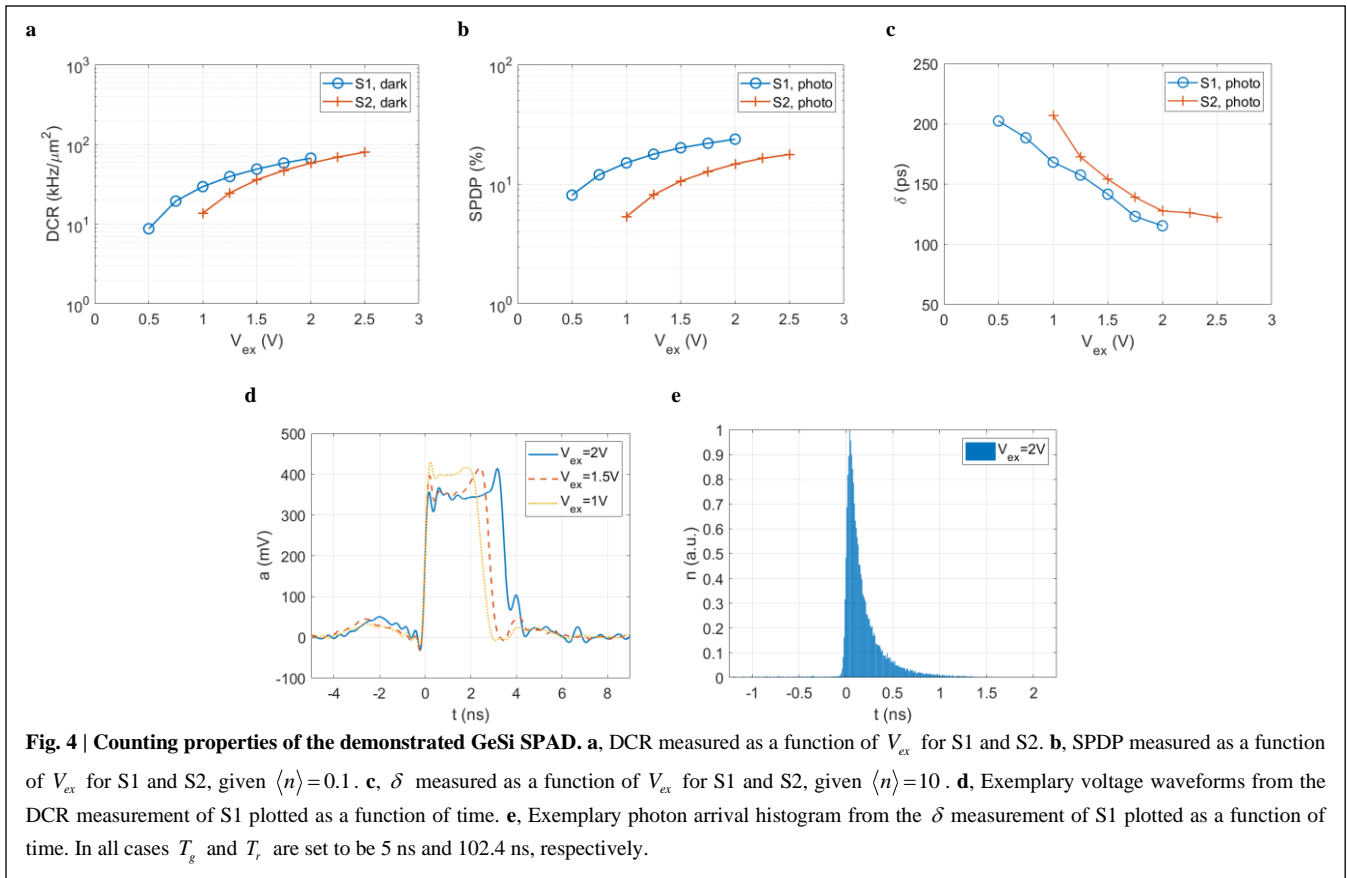 a
10^3
10^2
10^1
10^0
DCR (kHz/μm^2)
S1, dark
S2, dark
0 0.5 1 1.5 2 2.5 3
V_ex (V)
b
10^2
10^1
10^0
SPDP (%)
S1, photo
S2, photo
0 0.5 1 1.5 2 2.5 3
V_ex (V)
c
250
200
150
100
50
δ (ps)
S1, photo
S2, photo
0 0.5 1 1.5 2 2.5 3
V_ex (V)
d
500
400
300
200
100
0
-100
a (mV)
V_ex=2V
V_ex=1.5V
V_ex=1V
-4 -2 0 2 4 6 8
t (ns)
e
1
0.9
0.8
0.7
0.6
0.5
0.4
0.3
0.2
0.1
0
n (a.u.)
V_ex=2V
-1 -0.5 0 0.5 1 1.5 2
t (ns)
Fig. 4 | Counting properties of the demonstrated GeSi SPAD. a, DCR measured as a function of V_ex for S1 and S2. b, SPDP measured as a function
of V_ex for S1 and S2, given ⟨n⟩=0.1. c, δ measured as a function of V_ex for S1 and S2, given ⟨n⟩=10. d, Exemplary voltage waveforms from the
DCR measurement of S1 plotted as a function of time. e, Exemplary photon arrival histogram from the δ measurement of S1 plotted as a function of
time. In all cases T_g and T_r are set to be 5 ns and 102.4 ns, respectively.